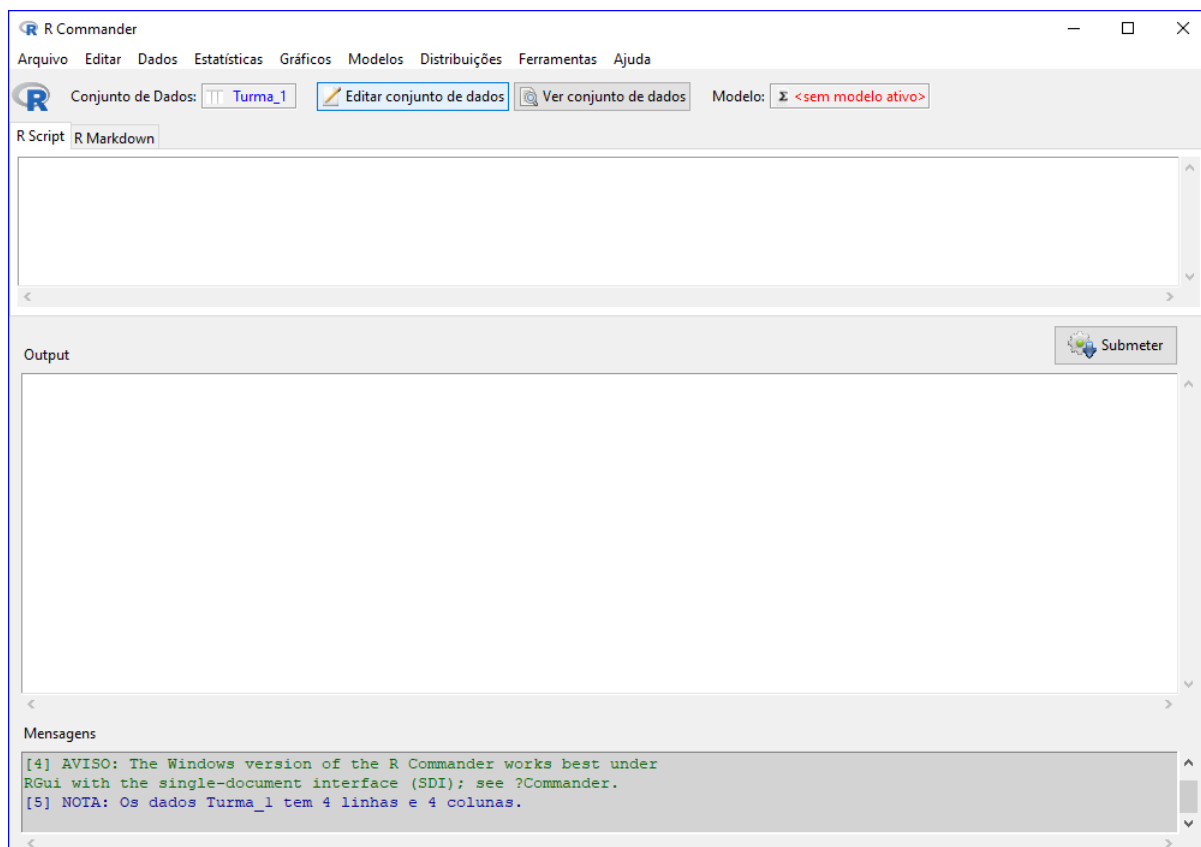 R Commander
Arquivo Editar Dados Estatísticas Gráficos Modelos Distribuições Ferramentas Ajuda
R Conjunto de Dados: Turma_1 Editar conjunto de dados Ver conjunto de dados Modelo: Σ <sem modelo ativo>
R Script R Markdown
Output Submeter
Mensagens
[4] AVISO: The Windows version of the R Commander works best under
RGui with the single-document interface (SDI); see ?Commander.
[5] NOTA: Os dados Turma_1 tem 4 linhas e 4 colunas.